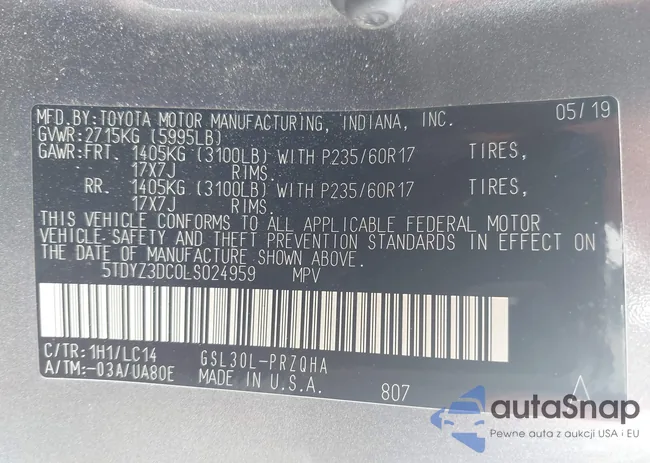 MFD.BY:TOYOTA MOTOR MANUFACTURING, INDIANA, INC. 05/19
GVWR:2715KG (5995LB)
GAWR:FRT. 1405KG (3100LB) WITH P235/60R17 TIRES,
17X7J RIMS.
RR. 1405KG (3100LB) WITH P235/60R17 TIRES,
17X7J RIMS.
THIS VEHICLE CONFORMS TO ALL APPLICABLE FEDERAL MOTOR
VEHICLE SAFETY AND THEFT PREVENTION STANDARDS IN EFFECT ON
THE DATE OF MANUFACTURE SHOWN ABOVE.
5TDYZ3DC0LS024959 MPV
C/TR:1H1/LC14 GSL30L-PRZQHA
A/TM:-03A/UA80E MADE IN U.S.A. 807 A
autaSnap
Pewne auta z aukcji USA i EU